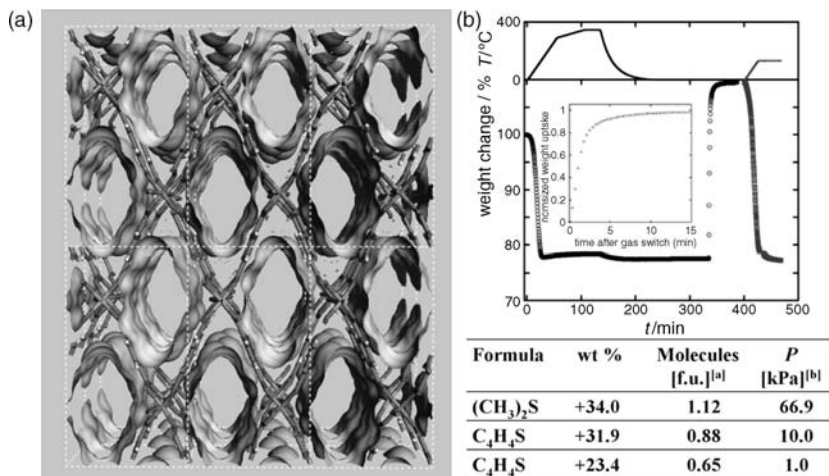 (a)
(b)
400
T/°C
0
weight change / %
100
90
80
70
1
0.8
0.6
0.4
0.2
0
normsized weight uptske
0 5 10 15
time after gas switch (min)
0 100 200 300 400 500
t/min
Formula wt % Molecules [f.u.][a] P [kPa][b]
(CH₃)₂S +34.0 1.12 66.9
C₄H₄S +31.9 0.88 10.0
C₄H₄S +23.4 0.65 1.0